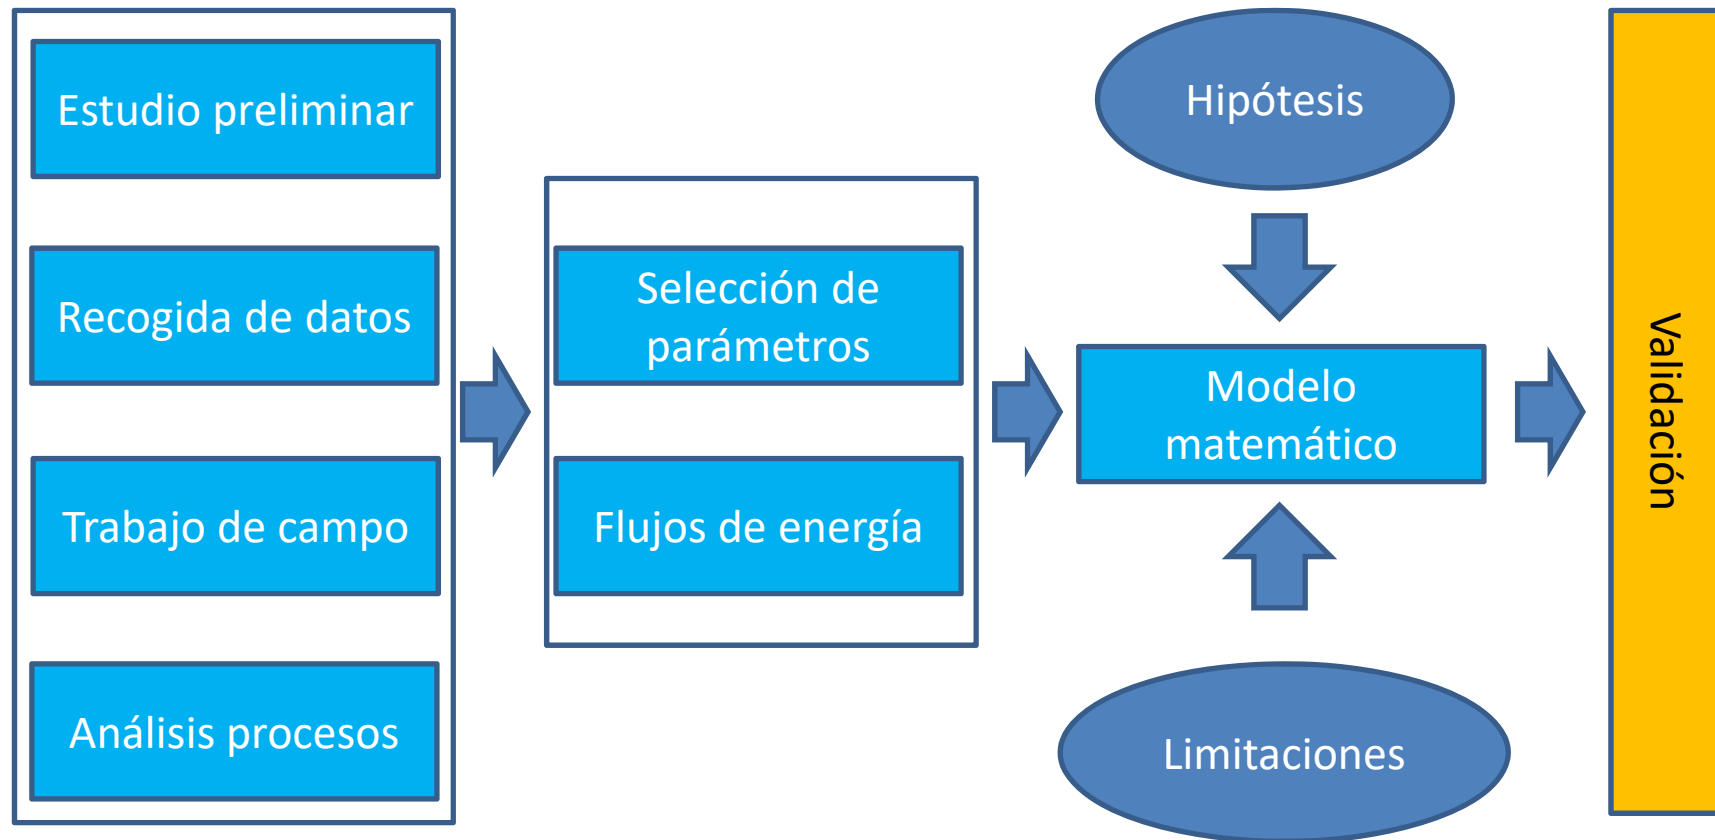 Estudio preliminar
Recogida de datos
Trabajo de campo
Análisis procesos
Selección de
parámetros
Flujos de energía
Hipótesis
Modelo
matemático
Limitaciones
Validación